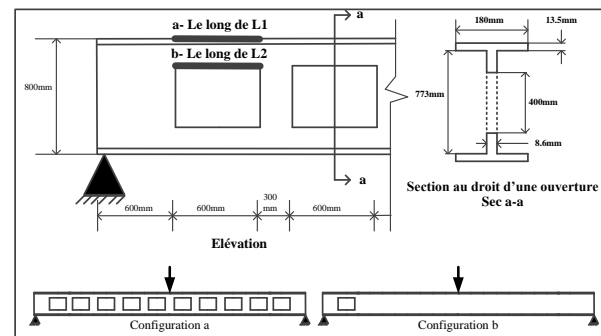 a- Le long de L1
b- Le long de L2
800mm
600mm
600mm
300
mm
600mm
Elévation
a
a
180mm
13.5mm
773mm
400mm
8.6mm
Section au droit d’une ouverture
Sec a-a
Configuration a
Configuration b